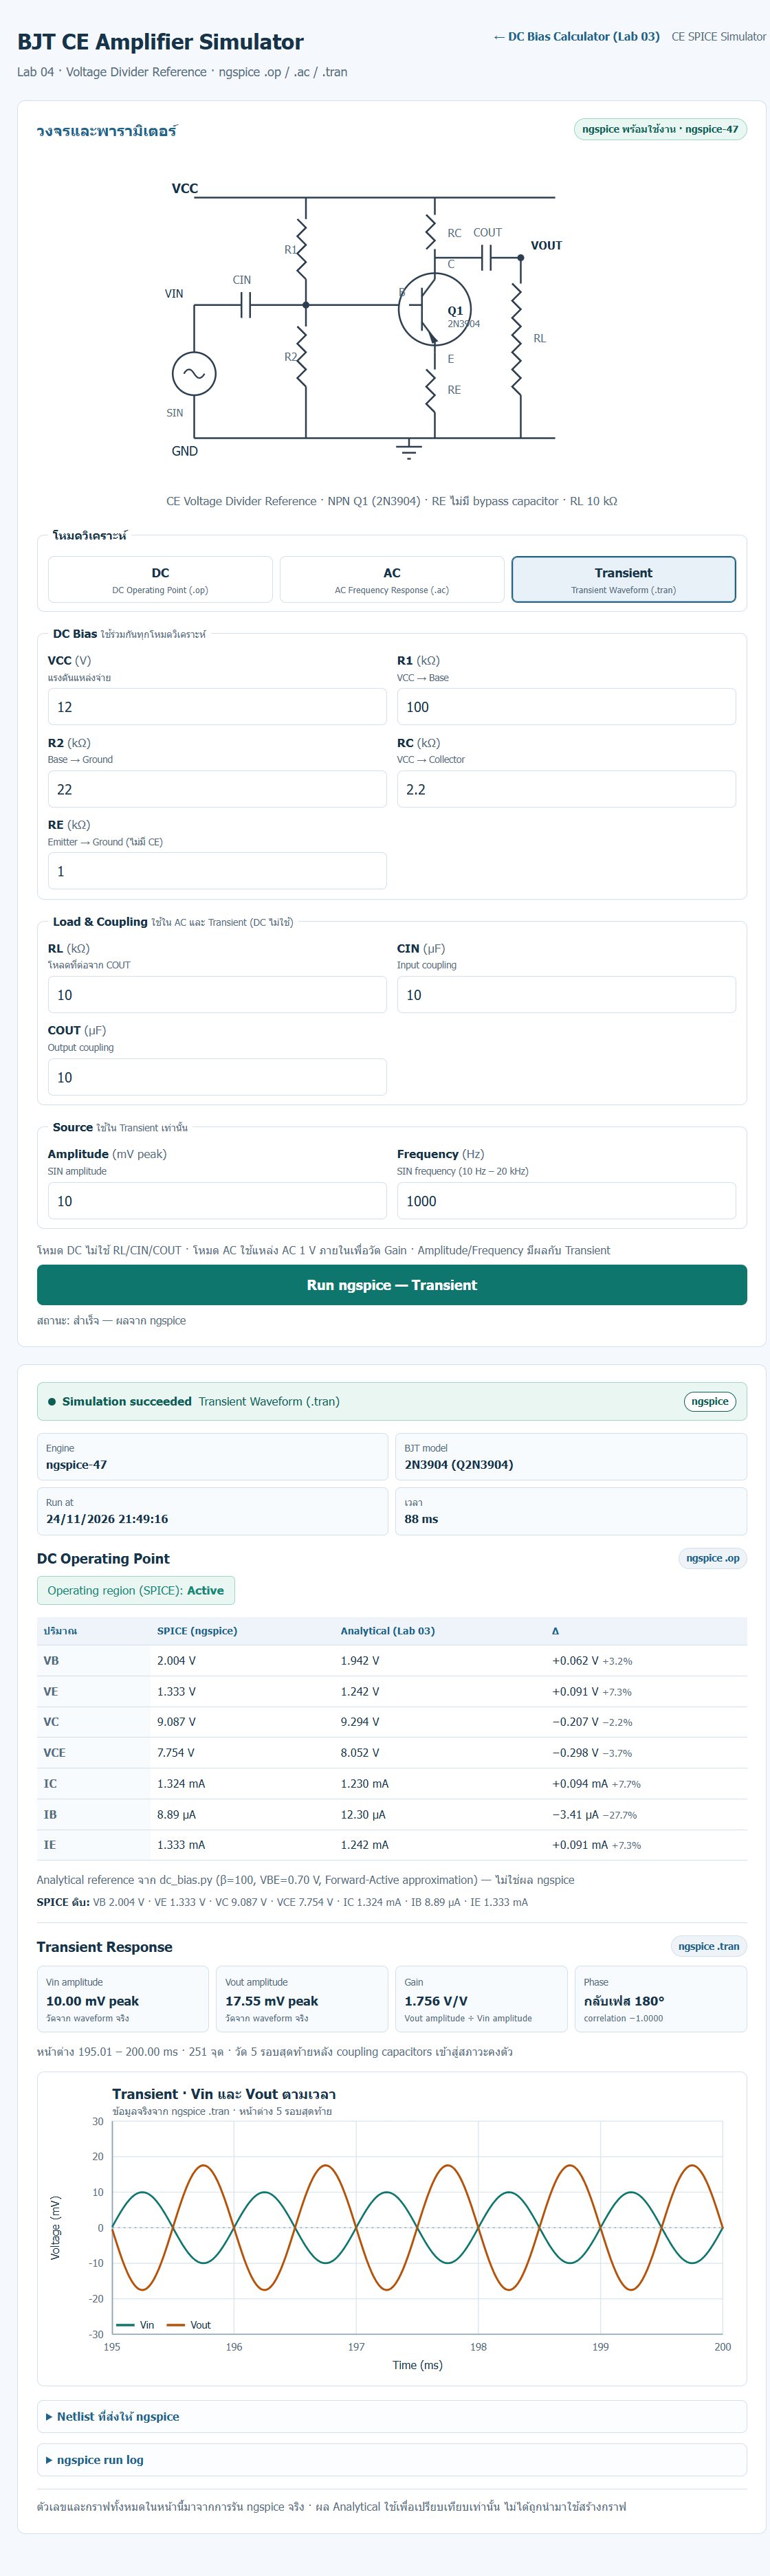 BJT CE Amplifier Simulator
← DC Bias Calculator (Lab 03) CE SPICE Simulator
Lab 04 · Voltage Divider Reference · ngspice .op / .ac / .tran
วงจรและพารามิเตอร์
ngspice พร้อมใช้งาน · ngspice-47
VCC
RC COUT
VOUT
R1
C
CIN
VIN
B
Q1
2N3904
R2
RL
E
RE
SIN
GND
CE Voltage Divider Reference · NPN Q1 (2N3904) · RE ไม่มี bypass capacitor · RL 10 kΩ
โหมดวิเคราะห์
DC
DC Operating Point (.op)
AC
AC Frequency Response (.ac)
Transient
Transient Waveform (.tran)
DC Bias ใช้ร่วมกันทุกโหมดวิเคราะห์
VCC (V)
แรงดันแหล่งจ่าย
12
R1 (kΩ)
VCC → Base
100
R2 (kΩ)
Base → Ground
22
RC (kΩ)
VCC → Collector
2.2
RE (kΩ)
Emitter → Ground (ไม่มี CE)
1
Load & Coupling ใช้ใน AC และ Transient (DC ไม่ใช้)
RL (kΩ)
โหลดที่ต่อจาก COUT
10
CIN (µF)
Input coupling
10
COUT (µF)
Output coupling
10
Source ใช้ใน Transient เท่านั้น
Amplitude (mV peak)
SIN amplitude
10
Frequency (Hz)
SIN frequency (10 Hz – 20 kHz)
1000
โหมด DC ไม่ใช้ RL/CIN/COUT · โหมด AC ใช้แหล่ง AC 1 V ภายในเพื่อวัด Gain · Amplitude/Frequency มีผลกับ Transient
Run ngspice — Transient
สถานะ: สำเร็จ — ผลจาก ngspice
● Simulation succeeded Transient Waveform (.tran)
ngspice
Engine
ngspice-47
BJT model
2N3904 (Q2N3904)
Run at
24/11/2026 21:49:16
เวลา
88 ms
DC Operating Point
ngspice .op
Operating region (SPICE): Active
ปริมาณ SPICE (ngspice) Analytical (Lab 03) Δ
VB 2.004 V 1.942 V +0.062 V +3.2%
VE 1.333 V 1.242 V +0.091 V +7.3%
VC 9.087 V 9.294 V −0.207 V −2.2%
VCE 7.754 V 8.052 V −0.298 V −3.7%
IC 1.324 mA 1.230 mA +0.094 mA +7.7%
IB 8.89 µA 12.30 µA −3.41 µA −27.7%
IE 1.333 mA 1.242 mA +0.091 mA +7.3%
Analytical reference จาก dc_bias.py (β=100, VBE=0.70 V, Forward-Active approximation) — ไม่ใช่ผล ngspice
SPICE ดิบ: VB 2.004 V · VE 1.333 V · VC 9.087 V · VCE 7.754 V · IC 1.324 mA · IB 8.89 µA · IE 1.333 mA
Transient Response
ngspice .tran
Vin amplitude
10.00 mV peak
วัดจาก waveform จริง
Vout amplitude
17.55 mV peak
วัดจาก waveform จริง
Gain
1.756 V/V
Vout amplitude ÷ Vin amplitude
Phase
กลับเฟส 180°
correlation −1.0000
หน้าต่าง 195.01 – 200.00 ms · 251 จุด · วัด 5 รอบสุดท้ายหลัง coupling capacitors เข้าสู่สภาวะคงตัว
Transient · Vin และ Vout ตามเวลา
ข้อมูลจริงจาก ngspice .tran · หน้าต่าง 5 รอบสุดท้าย
30
20
10
0
-10
-20
-30
Voltage (mV)
Vin Vout
195 196 197 198 199 200
Time (ms)
▶ Netlist ที่ส่งให้ ngspice
▶ ngspice run log
ตัวเลขและกราฟทั้งหมดในหน้านี้มาจากการรัน ngspice จริง · ผล Analytical ใช้เพื่อเปรียบเทียบเท่านั้น ไม่ได้ถูกนำมาใช้สร้างกราฟ